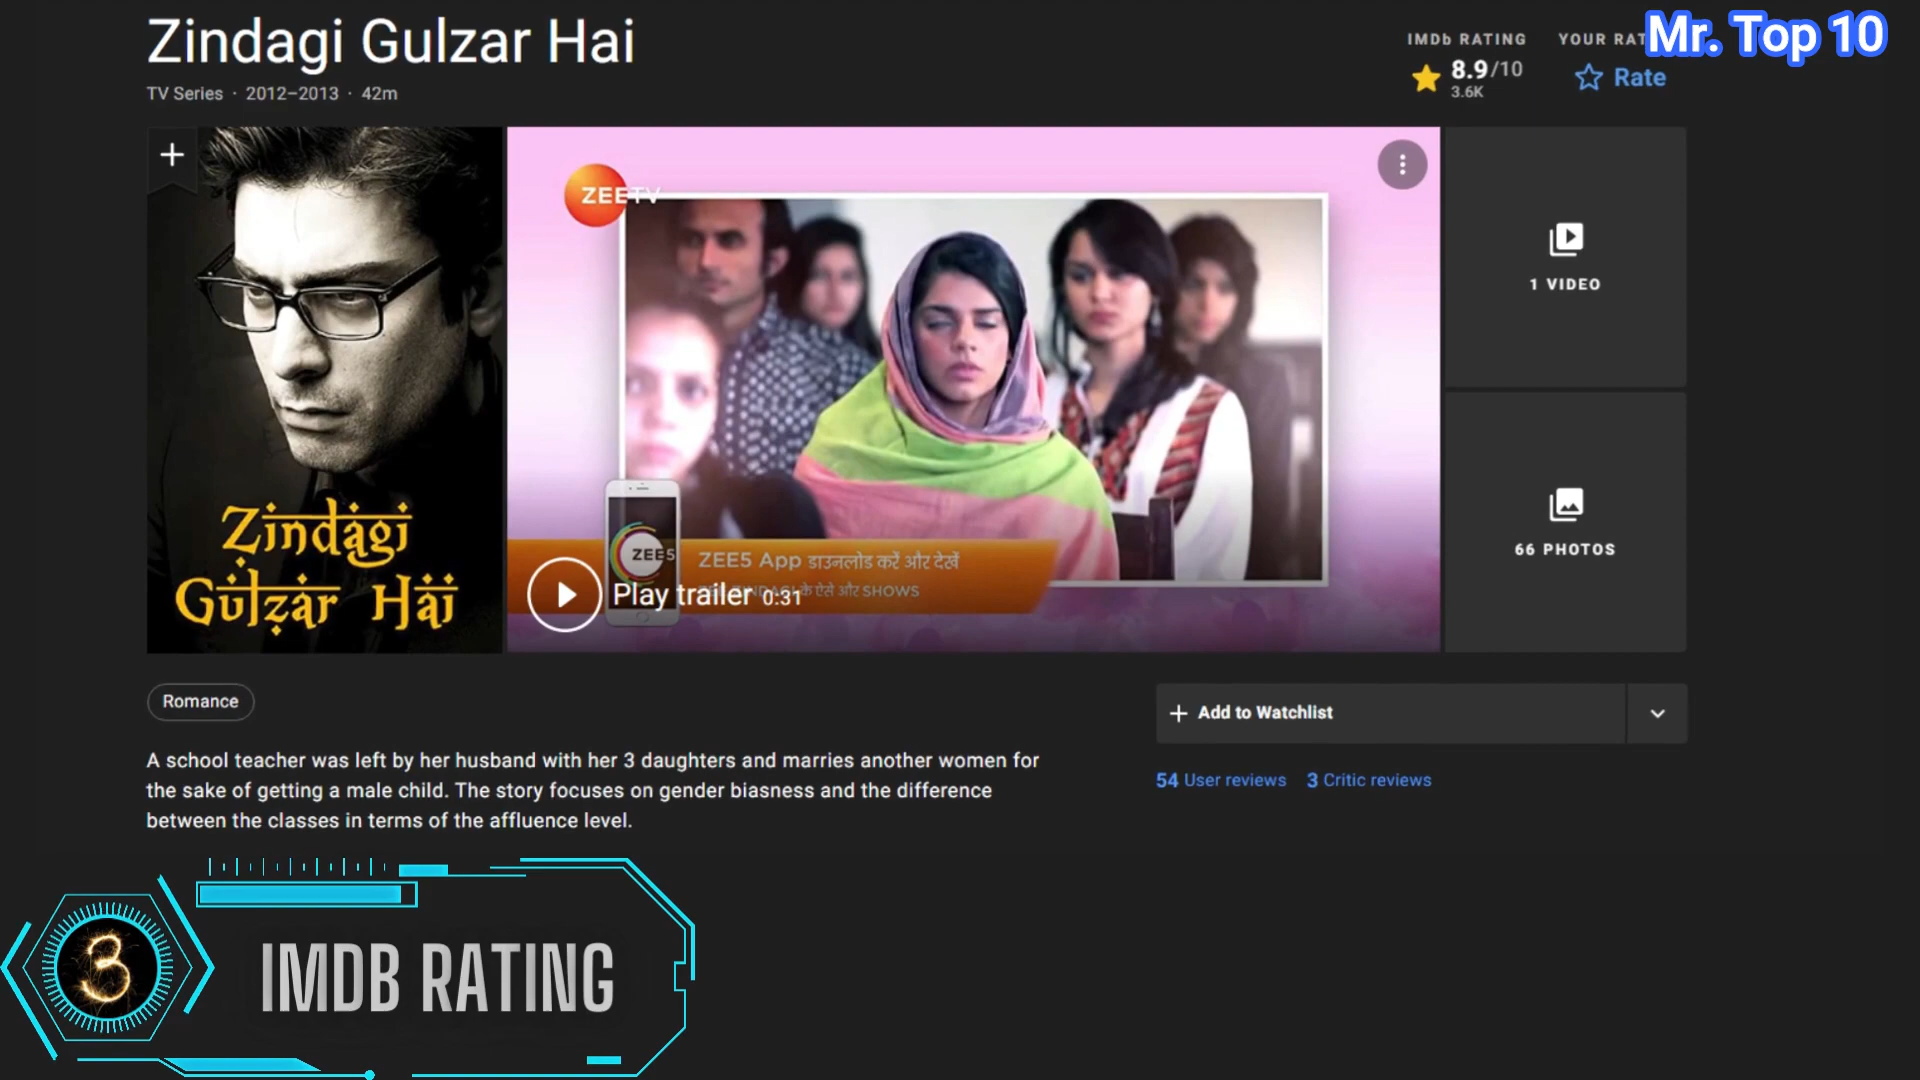 Zindagi Gulzar Hai
TV Series · 2012–2013 · 42m
IMDb RATING
8.9/10
3.6K
YOUR RAT
Rate
Mr. Top 10
ZEE TV
Zindagi
Gulzar Hai
ZEE5
ZEE5 App डाउनलोड करें और देखें
के ऐसे और SHOWS
Play trailer 0:31
1 VIDEO
66 PHOTOS
Romance
A school teacher was left by her husband with her 3 daughters and marries another women for
the sake of getting a male child. The story focuses on gender biasness and the difference
between the classes in terms of the affluence level.
+ Add to Watchlist
54 User reviews 3 Critic reviews
3
IMDB RATING